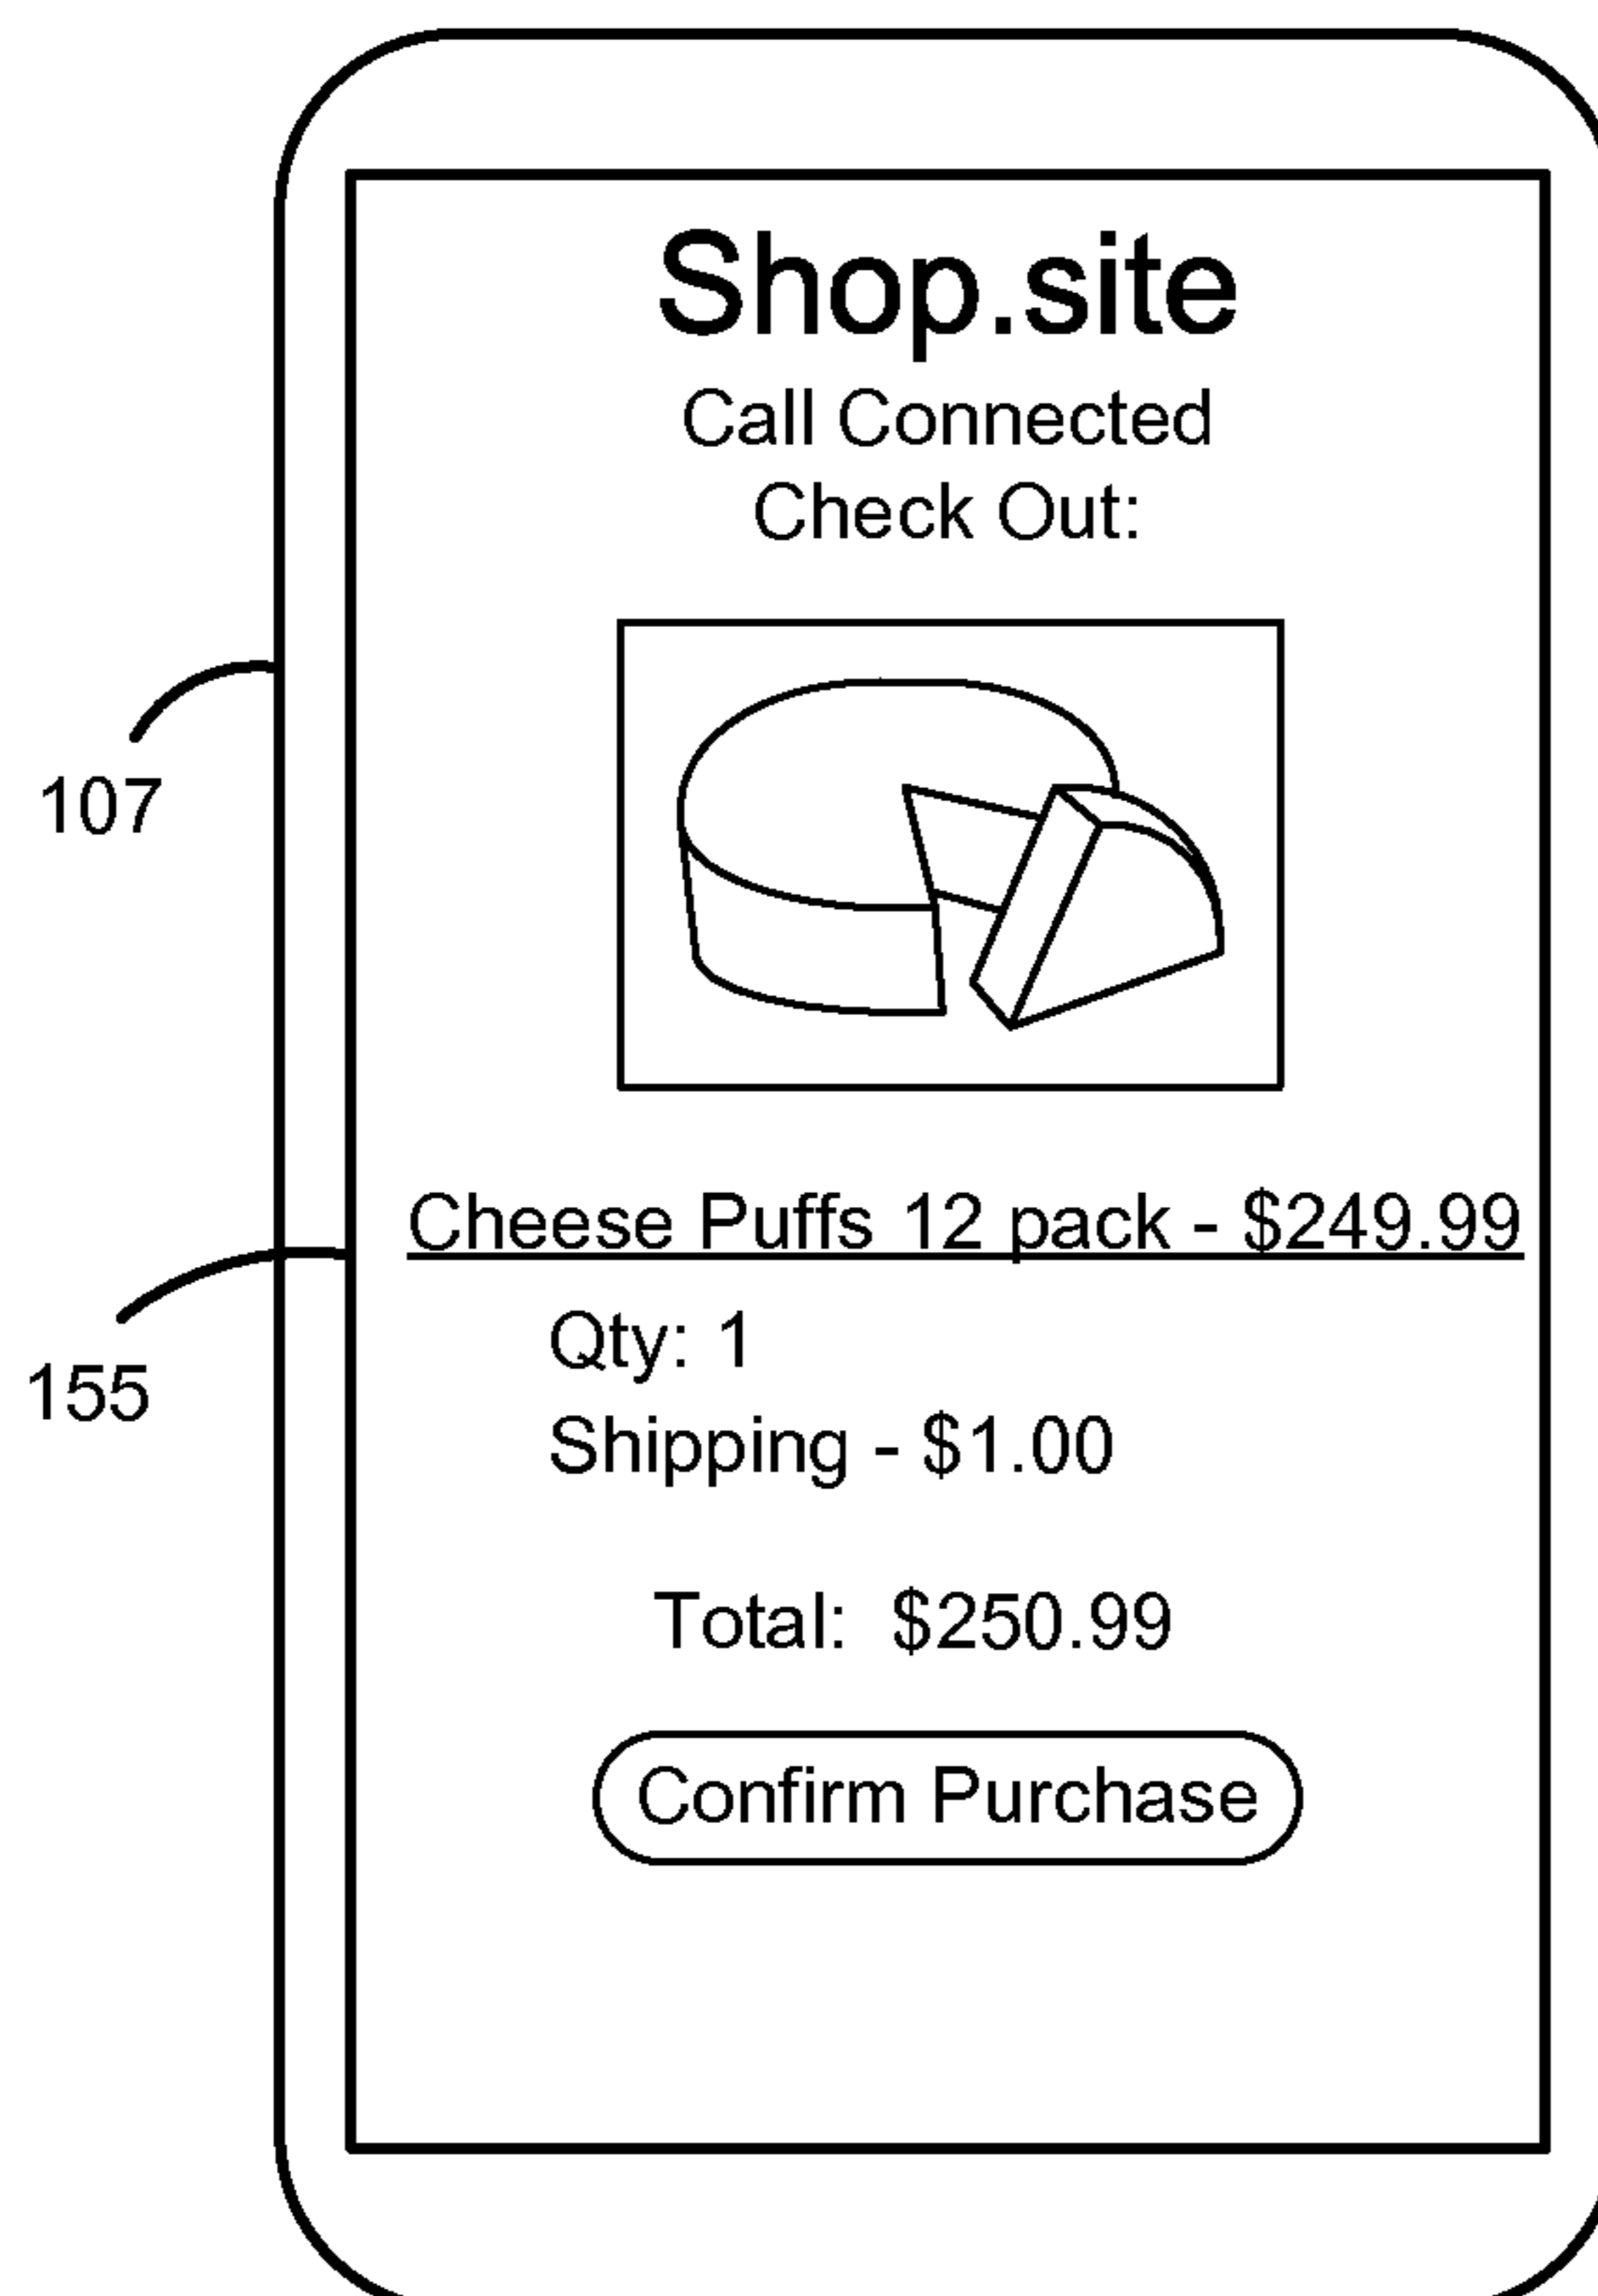 Shop.site
Call Connected
Check Out:
107
Cheese Puffs 12 pack - $249.99
155
Qty: 1
Shipping - $1.00
Total: $250.99
Confirm Purchase